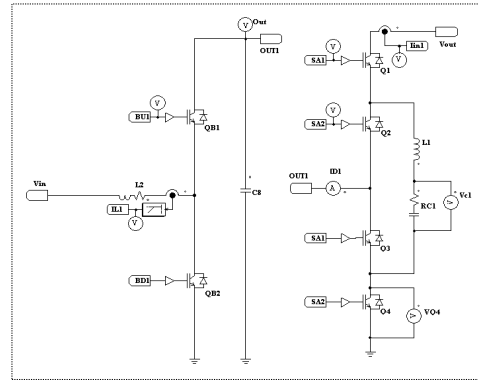 Out
V
OUT1
V
BU1
QB1
Vin
L2
IL1
V
C8
BD1
QB2
Vout
Iin1
V
V
SA1
Q1
V
SA2
Q2
L1
OUT1
ID1
A
RC1
V
Vc1
SA1
Q3
SA2
Q4
V
VQ4